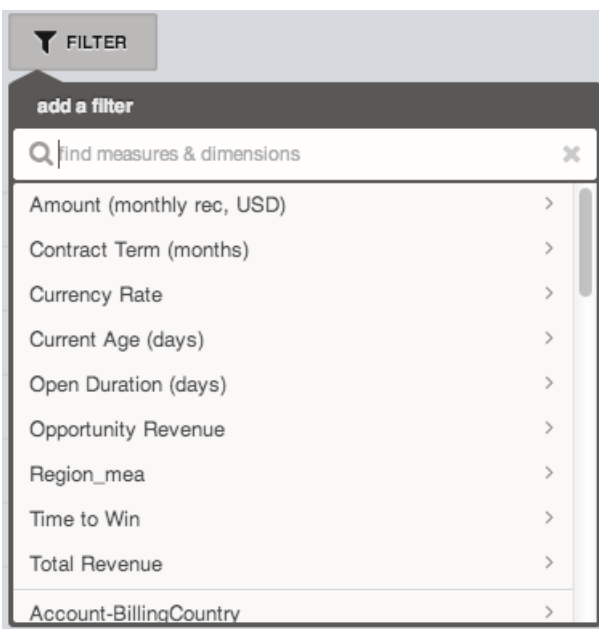 FILTER
add a filter
find measures & dimensions
Amount (monthly rec, USD)
Contract Term (months)
Currency Rate
Current Age (days)
Open Duration (days)
Opportunity Revenue
Region_mea
Time to Win
Total Revenue
Account-BillingCountry